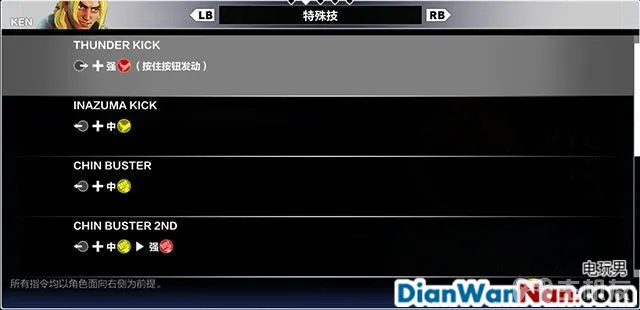 KEN
LB
特殊技
RB
THUNDER KICK
强 (按住按钮发动)
INAZUMA KICK
中
CHIN BUSTER
中
CHIN BUSTER 2ND
中 强
所有指令均以角色面向右侧为前提。
电玩男
DianWanNan.com